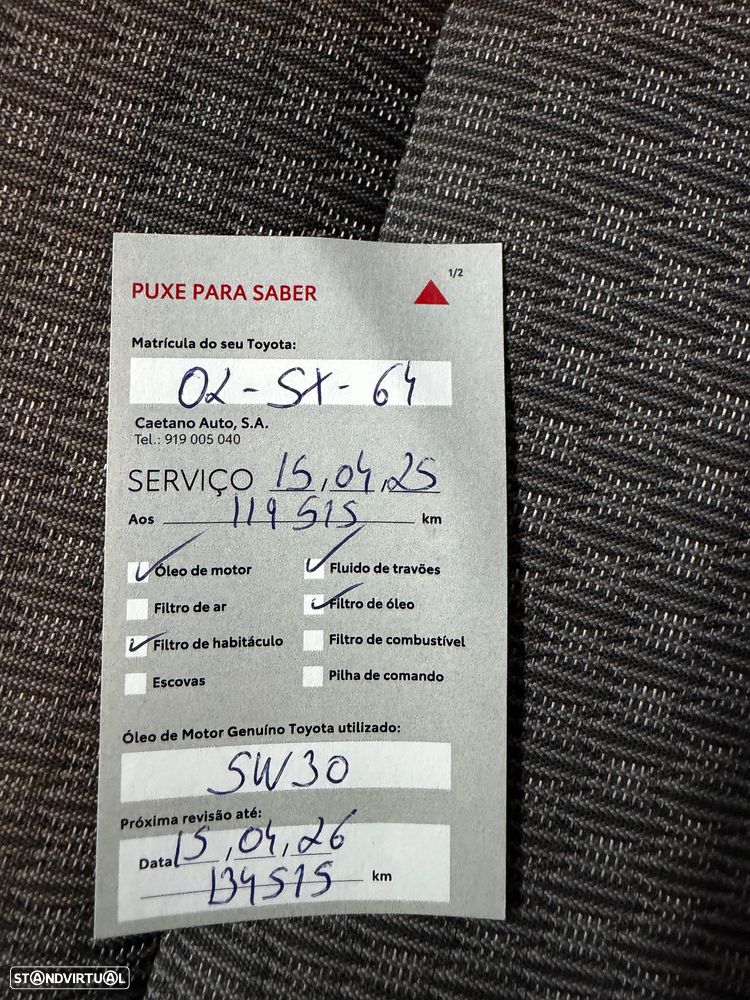 PUXE PARA SABER
1/2
Matrícula do seu Toyota:
02-SX-64
Caetano Auto, S.A.
Tel.: 919 005 040
SERVIÇO 15,04,25
Aos 119 515 km
Óleo de motor Fluido de travões
Filtro de ar Filtro de óleo
Filtro de habitáculo Filtro de combustível
Escovas Pilha de comando
Óleo de Motor Genuíno Toyota utilizado:
5W30
Próxima revisão até:
Data 15,04,26
134515 km
STANDVIRTUAL